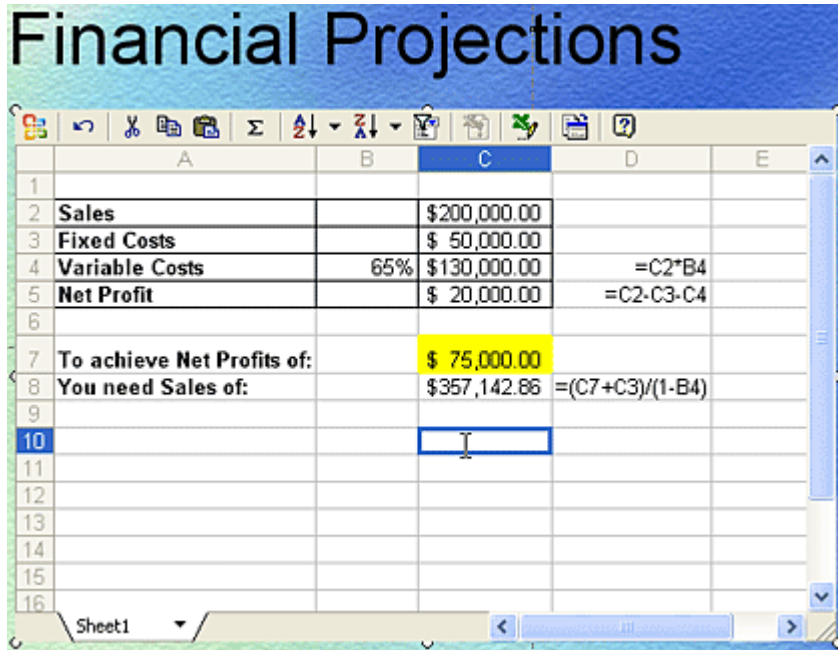 Financial Projections
A B C D E
1
2 Sales $200,000.00
3 Fixed Costs $ 50,000.00
4 Variable Costs 65% $130,000.00 =C2*B4
5 Net Profit $ 20,000.00 =C2-C3-C4
6
7 To achieve Net Profits of: $ 75,000.00
8 You need Sales of: $357,142.86 =(C7+C3)/(1-B4)
9
10
11
12
13
14
15
16
Sheet1